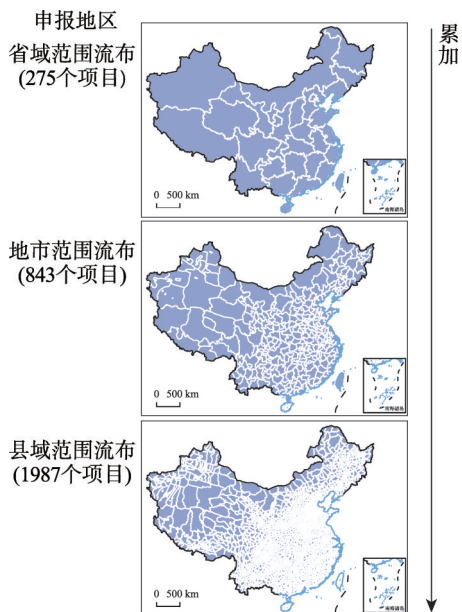 申报地区
省域范围流布
(275个项目)
0 500 km
南海诸岛
地市范围流布
(843个项目)
0 500 km
南海诸岛
县域范围流布
(1987个项目)
0 500 km
南海诸岛
累加